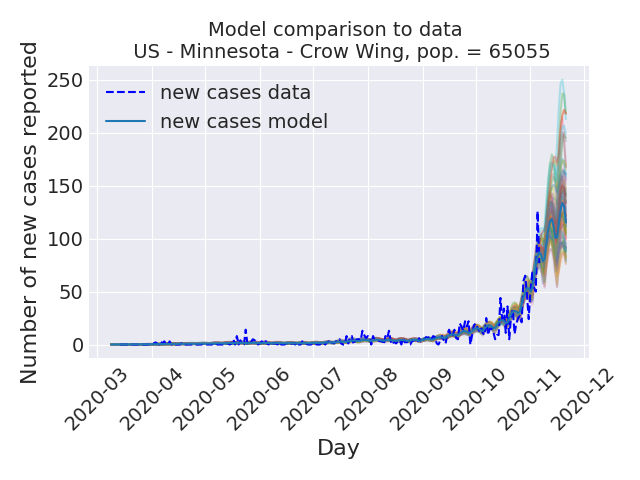 Model comparison to data
US - Minnesota - Crow Wing, pop. = 65055
Number of new cases reported
250
200
150
100
50
0
new cases data
new cases model
2020-03
2020-04
2020-05
2020-06
2020-07
2020-08
2020-09
2020-10
2020-11
2020-12
Day